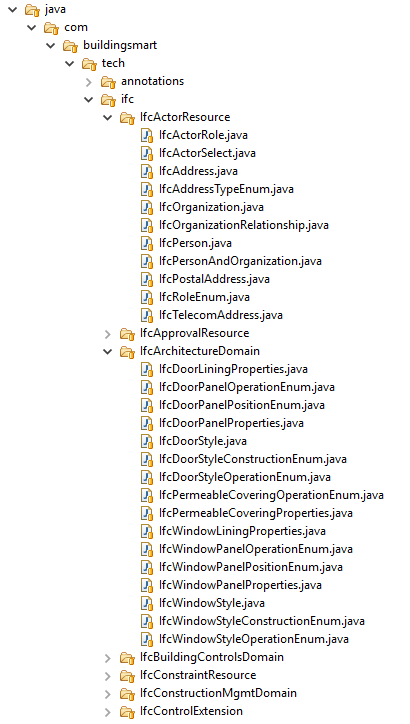 java
com
buildingsmart
tech
annotations
ifc
IfcActorResource
IfcActorRole.java
IfcActorSelect.java
IfcAddress.java
IfcAddressTypeEnum.java
IfcOrganization.java
IfcOrganizationRelationship.java
IfcPerson.java
IfcPersonAndOrganization.java
IfcPostalAddress.java
IfcRoleEnum.java
IfcTelecomAddress.java
IfcApprovalResource
IfcArchitectureDomain
IfcDoorLiningProperties.java
IfcDoorPanelOperationEnum.java
IfcDoorPanelPositionEnum.java
IfcDoorPanelProperties.java
IfcDoorStyle.java
IfcDoorStyleConstructionEnum.java
IfcDoorStyleOperationEnum.java
IfcPermeableCoveringOperationEnum.java
IfcPermeableCoveringProperties.java
IfcWindowLiningProperties.java
IfcWindowPanelOperationEnum.java
IfcWindowPanelPositionEnum.java
IfcWindowPanelProperties.java
IfcWindowStyle.java
IfcWindowStyleConstructionEnum.java
IfcWindowStyleOperationEnum.java
IfcBuildingControlsDomain
IfcConstraintResource
IfcConstructionMgmtDomain
IfcControlExtension